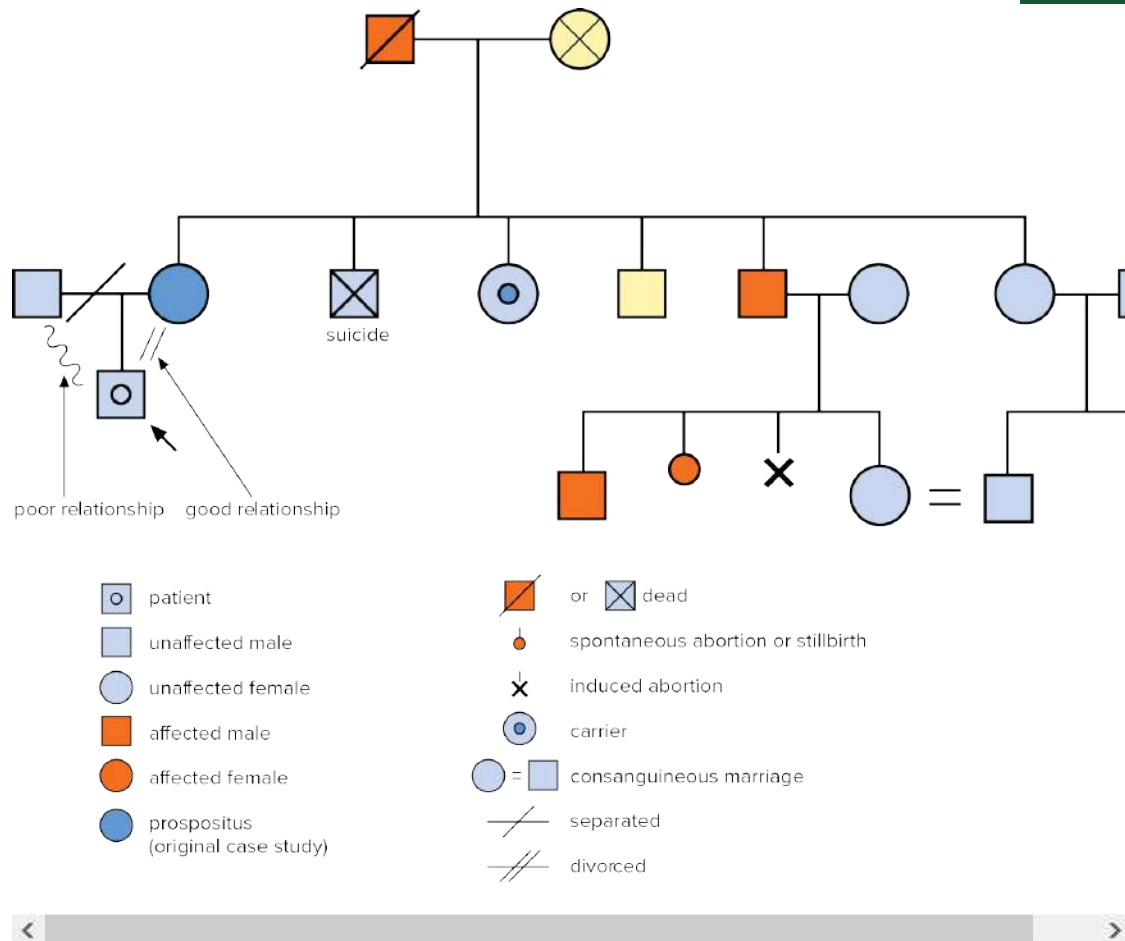 suicide
poor relationship
good relationship
patient
unaffected male
unaffected female
affected male
affected female
prospositus
(original case study)
or
dead
spontaneous abortion or stillbirth
induced abortion
carrier
=
consanguineous marriage
separated
divorced